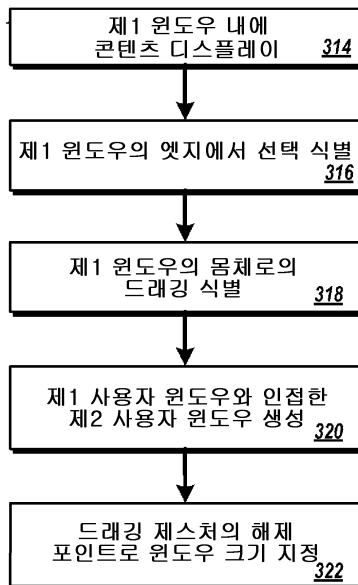 제1 윈도우 내에
콘텐츠 디스플레이
314
제1 윈도우의 엣지에서 선택 식별
316
제1 윈도우의 몸체로의
드래깅 식별
318
제1 사용자 윈도우와 인접한
제2 사용자 윈도우 생성
320
드래깅 제스처의 해제
포인트로 윈도우 크기 지정
322